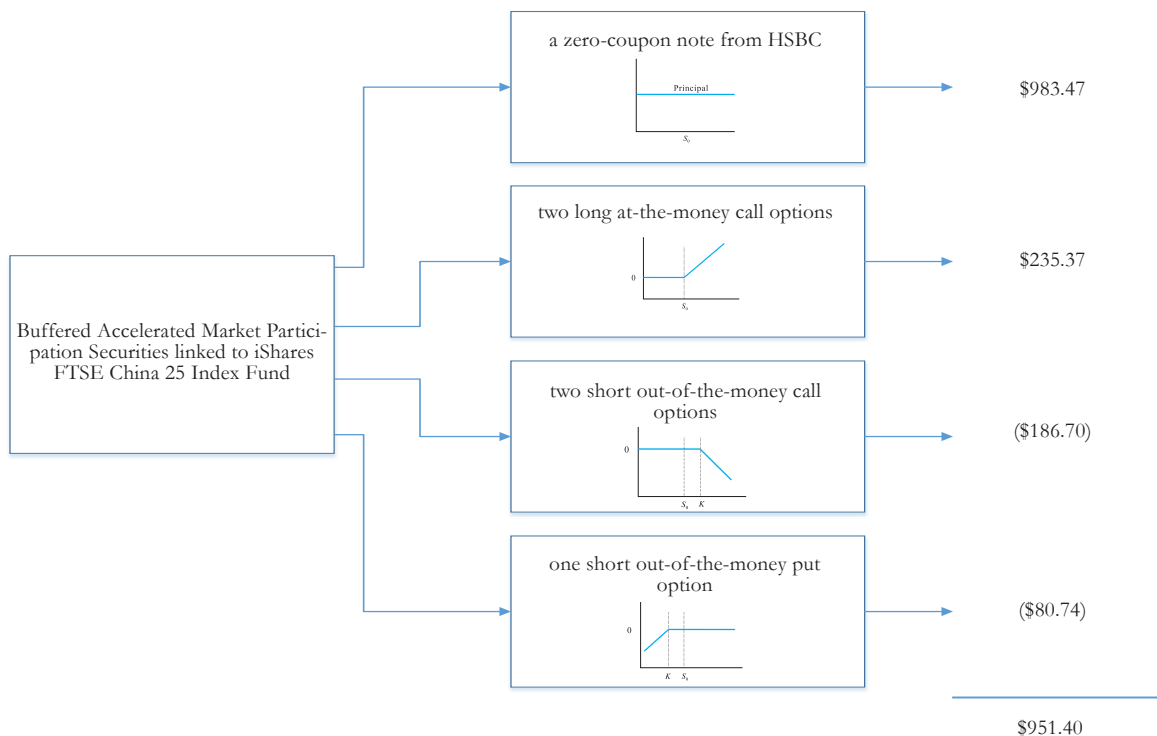 a zero-coupon note from HSBC
Principal
S₀
$983.47
two long at-the-money call options
0
S₀
$235.37
Buffered Accelerated Market Partici-
pation Securities linked to iShares
FTSE China 25 Index Fund
two short out-of-the-money call
options
0
S₀ K
($186.70)
one short out-of-the-money put
option
0
K S₀
($80.74)
$951.40